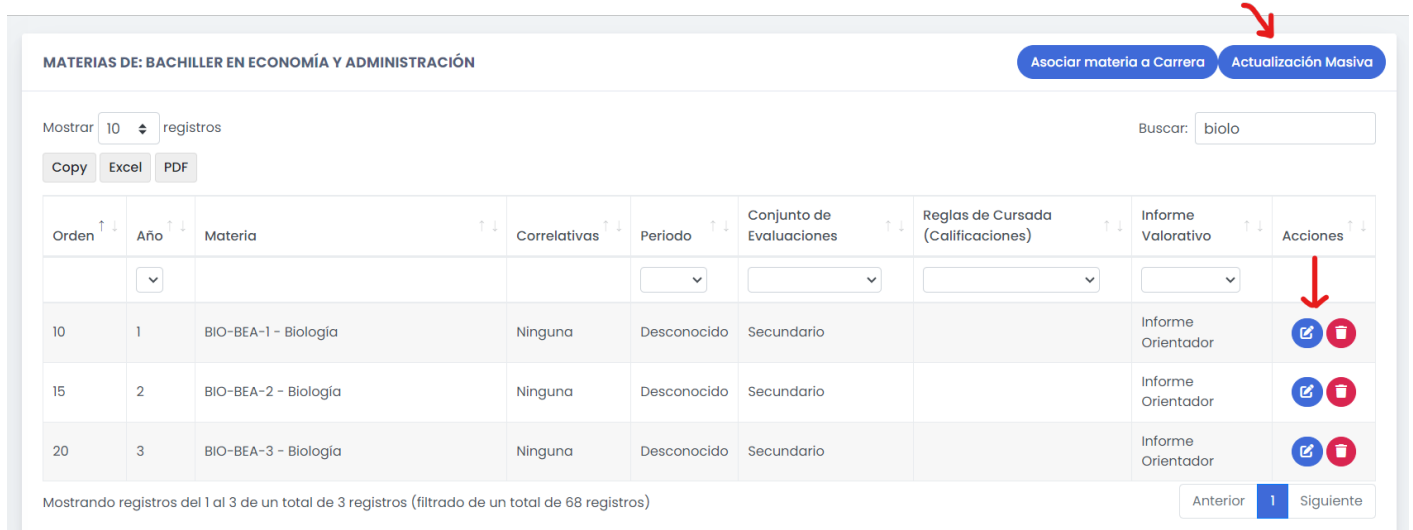 MATERIAS DE: BACHILLER EN ECONOMÍA Y ADMINISTRACIÓN
Asociar materia a Carrera Actualización Masiva
Mostrar 10 registros
Buscar: biolo
Copy Excel PDF
Orden Año Materia Correlativas Periodo Conjunto de Evaluaciones Reglas de Cursada (Calificaciones) Informe Valorativo Acciones
10 1 BIO-BEA-1 - Biología Ninguna Desconocido Secundario Informe Orientador
15 2 BIO-BEA-2 - Biología Ninguna Desconocido Secundario Informe Orientador
20 3 BIO-BEA-3 - Biología Ninguna Desconocido Secundario Informe Orientador
Mostrando registros del 1 al 3 de un total de 3 registros (filtrado de un total de 68 registros)
Anterior 1 Siguiente